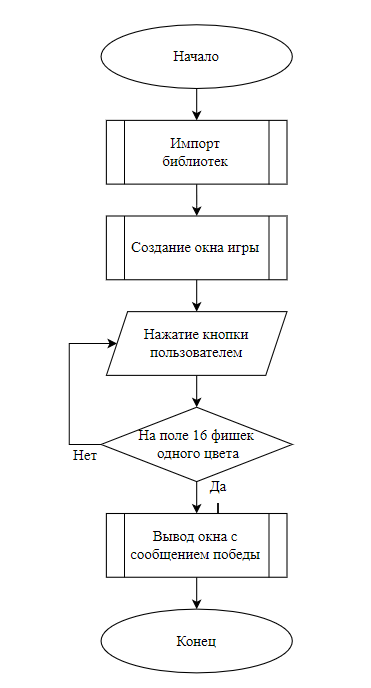 Начало
Импорт
библиотек
Создание окна игры
Нажатие кнопки
пользователем
На поле 16 фишек
одного цвета
Нет
Да
Вывод окна с
сообщением победы
Конец